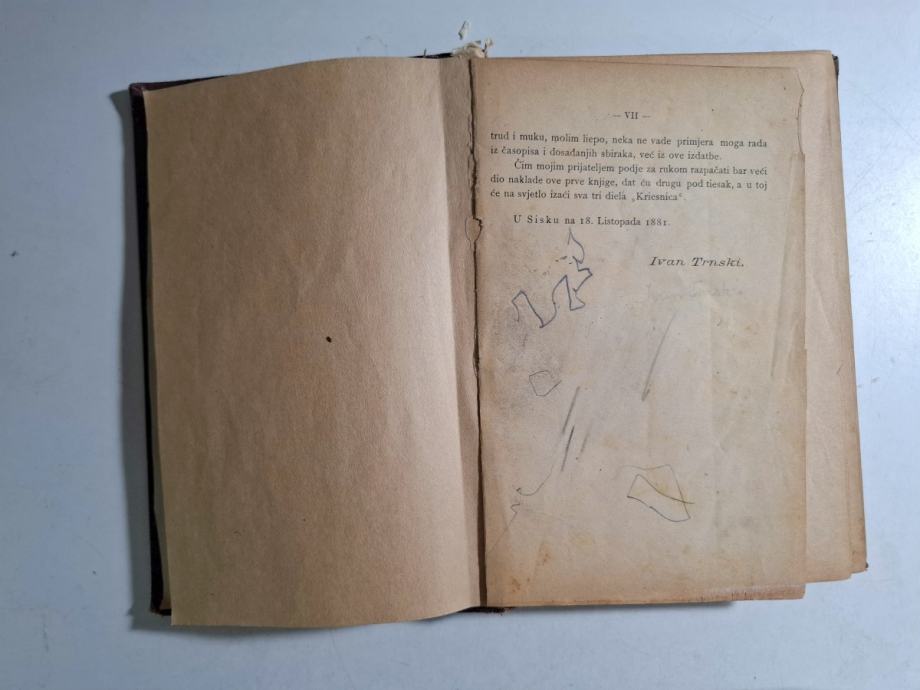 — VII —
trud i muku, molim liepo, neka ne vade primjera moga rada
iz časopisa i dosadanjih sbiraka, već iz ove izdatbe.
Čim mojim prijateljem podje za rukom razpačati bar veći
dio naklade ove prve knjige, dat ću drugu pod tiesak, a u toj
će na svjetlo izaći sva tri diela „Kriesnica“.
U Sisku na 18. Listopada 1881.
Ivan Trnski.